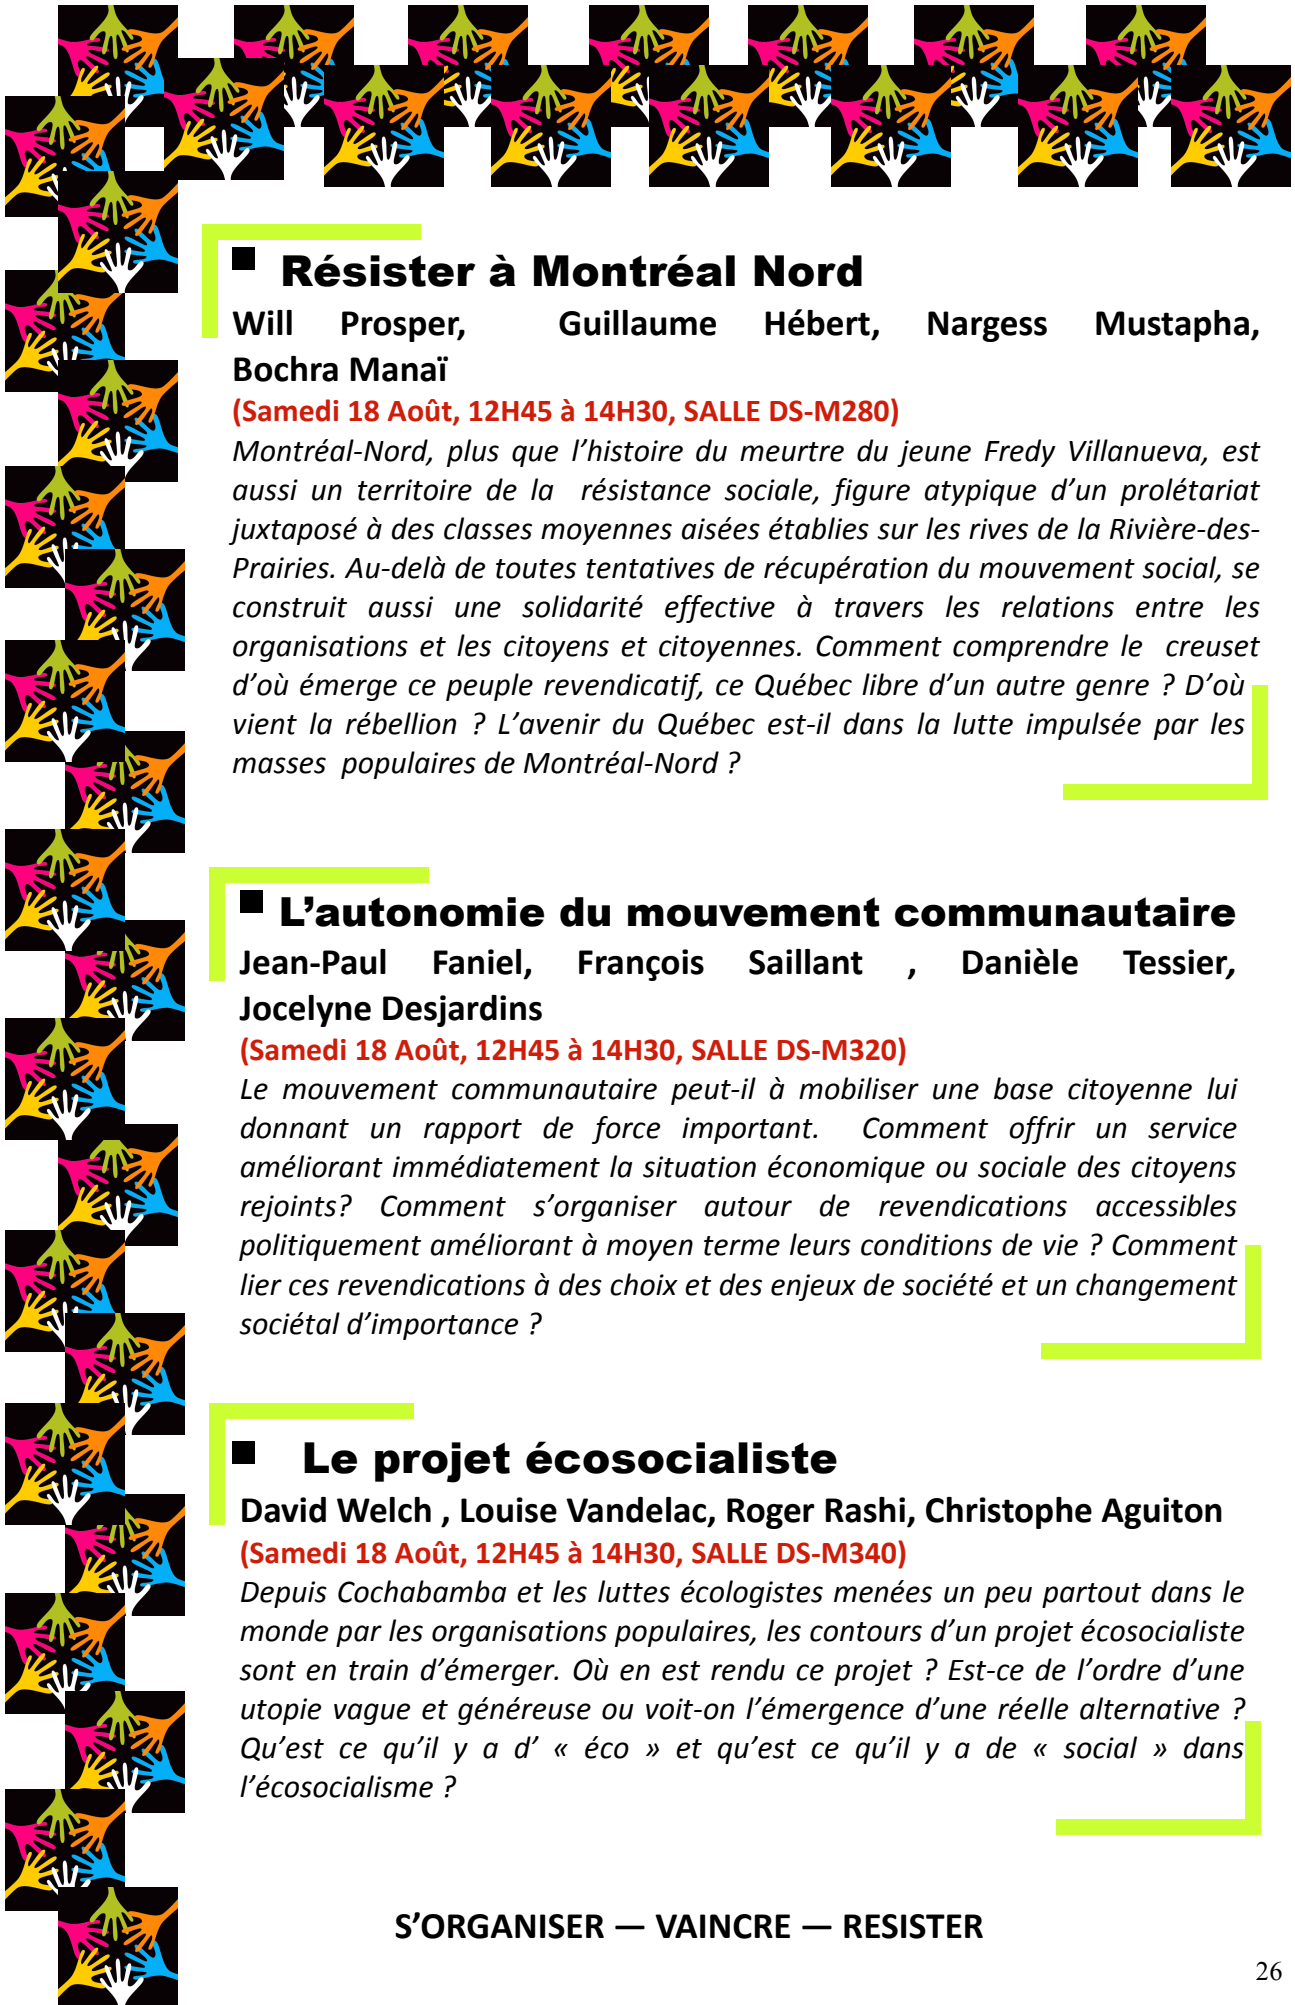 Résister à Montréal Nord
Will Prosper, Guillaume Hébert, Nargess Mustapha,
Bochra Manaï
(Samedi 18 Août, 12H45 à 14H30, SALLE DS-M280)
Montréal-Nord, plus que l’histoire du meurtre du jeune Fredy Villanueva, est
aussi un territoire de la résistance sociale, figure atypique d’un prolétariat
juxtaposé à des classes moyennes aisées établies sur les rives de la Rivière-des-
Prairies. Au-delà de toutes tentatives de récupération du mouvement social, se
construit aussi une solidarité effective à travers les relations entre les
organisations et les citoyens et citoyennes. Comment comprendre le creuset
d’où émerge ce peuple revendicatif, ce Québec libre d’un autre genre ? D’où
vient la rébellion ? L’avenir du Québec est-il dans la lutte impulsée par les
masses populaires de Montréal-Nord ?
L’autonomie du mouvement communautaire
Jean-Paul Faniel, François Saillant , Danièle Tessier,
Jocelyne Desjardins
(Samedi 18 Août, 12H45 à 14H30, SALLE DS-M320)
Le mouvement communautaire peut-il à mobiliser une base citoyenne lui
donnant un rapport de force important. Comment offrir un service
améliorant immédiatement la situation économique ou sociale des citoyens
rejoints? Comment s’organiser autour de revendications accessibles
politiquement améliorant à moyen terme leurs conditions de vie ? Comment
lier ces revendications à des choix et des enjeux de société et un changement
sociétal d’importance ?
Le projet écosocialiste
David Welch , Louise Vandelac, Roger Rashi, Christophe Aguiton
(Samedi 18 Août, 12H45 à 14H30, SALLE DS-M340)
Depuis Cochabamba et les luttes écologistes menées un peu partout dans le
monde par les organisations populaires, les contours d’un projet écosocialiste
sont en train d’émerger. Où en est rendu ce projet ? Est-ce de l’ordre d’une
utopie vague et généreuse ou voit-on l’émergence d’une réelle alternative ?
Qu’est ce qu’il y a d’ « éco » et qu’est ce qu’il y a de « social » dans
l’écosocialisme ?
S’ORGANISER — VAINCRE — RESISTER
26